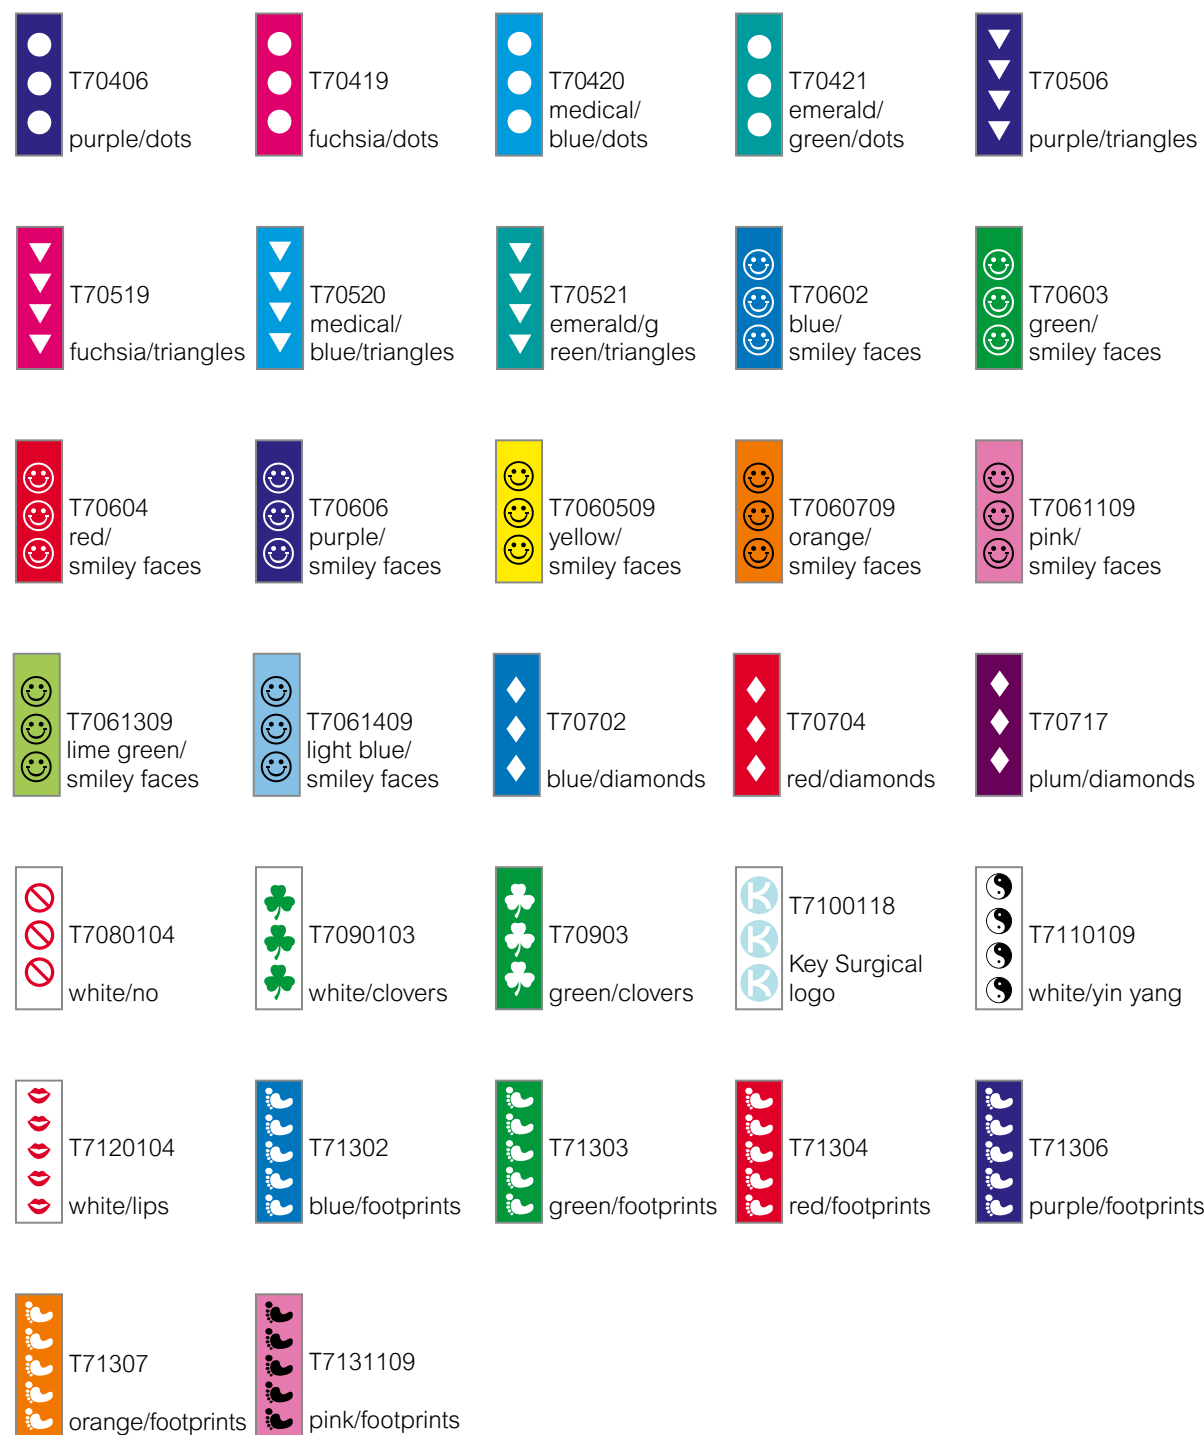 T70406
purple/dots
T70419
fuchsia/dots
T70420
medical/
blue/dots
T70421
emerald/
green/dots
T70506
purple/triangles
T70519
fuchsia/triangles
T70520
medical/
blue/triangles
T70521
emerald/g
reen/triangles
T70602
blue/
smiley faces
T70603
green/
smiley faces
T70604
red/
smiley faces
T70606
purple/
smiley faces
T7060509
yellow/
smiley faces
T7060709
orange/
smiley faces
T7061109
pink/
smiley faces
T7061309
lime green/
smiley faces
T7061409
light blue/
smiley faces
T70702
blue/diamonds
T70704
red/diamonds
T70717
plum/diamonds
T7080104
white/no
T7090103
white/clovers
T70903
green/clovers
K
K
K
T7100118
Key Surgical
logo
T7110109
white/yin yang
T7120104
white/lips
T71302
blue/footprints
T71303
green/footprints
T71304
red/footprints
T71306
purple/footprints
T71307
orange/footprints
T7131109
pink/footprints